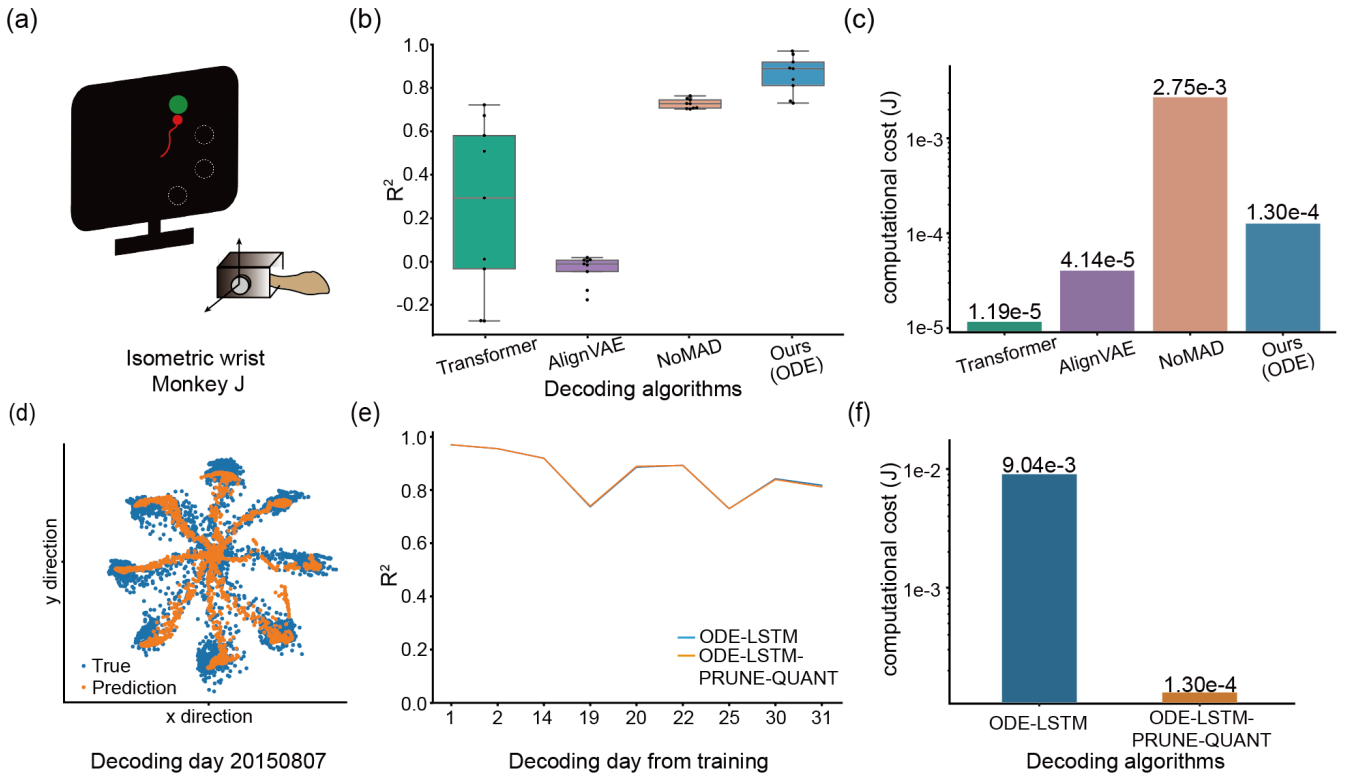 (a)
Isometric wrist
Monkey J
(b)
R²
1.0
0.8
0.6
0.4
0.2
0.0
-0.2
Transformer
AlignVAE
NoMAD
Ours
(ODE)
Decoding algorithms
(c)
computational cost (J)
1e-3
1e-4
1e-5
1.19e-5
4.14e-5
2.75e-3
1.30e-4
Transformer
AlignVAE
NoMAD
Ours
(ODE)
(d)
y direction
True
Prediction
x direction
Decoding day 20150807
(e)
R²
1.0
0.8
0.6
0.4
0.2
0.0
ODE-LSTM
ODE-LSTM-
PRUNE-QUANT
1 2 14 19 20 22 25 30 31
Decoding day from training
(f)
computational cost (J)
1e-2
1e-3
9.04e-3
1.30e-4
ODE-LSTM
ODE-LSTM-
PRUNE-QUANT
Decoding algorithms